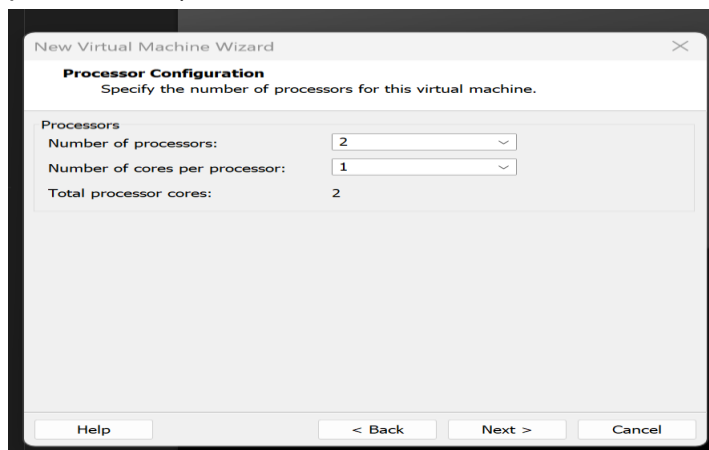 New Virtual Machine Wizard
Processor Configuration
Specify the number of processors for this virtual machine.
Processors
Number of processors: 2
Number of cores per processor: 1
Total processor cores: 2
Help < Back Next > Cancel